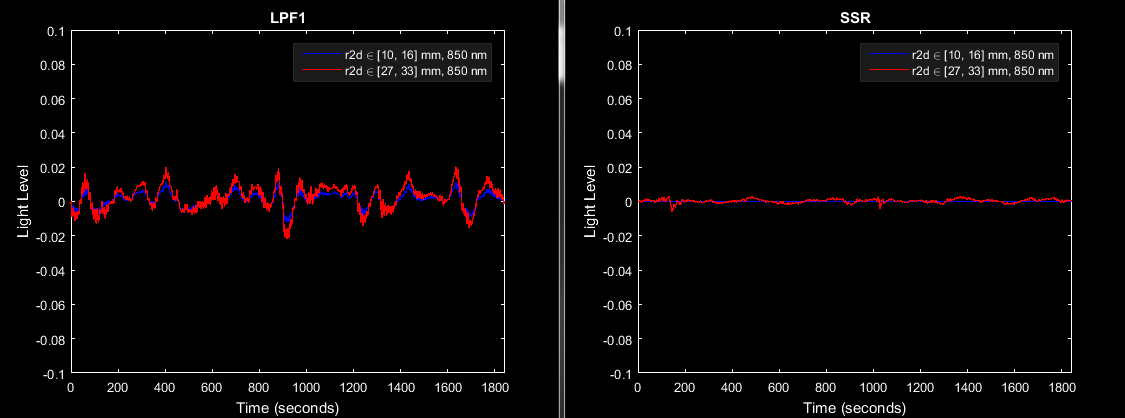 LPF1
r2d ∈ [10, 16] mm, 850 nm
r2d ∈ [27, 33] mm, 850 nm
0.1
0.08
0.06
0.04
0.02
0
-0.02
-0.04
-0.06
-0.08
-0.1
Light Level
0 200 400 600 800 1000 1200 1400 1600 1800
Time (seconds)
SSR
r2d ∈ [10, 16] mm, 850 nm
r2d ∈ [27, 33] mm, 850 nm
0.1
0.08
0.06
0.04
0.02
0
-0.02
-0.04
-0.06
-0.08
-0.1
Light Level
0 200 400 600 800 1000 1200 1400 1600 1800
Time (seconds)